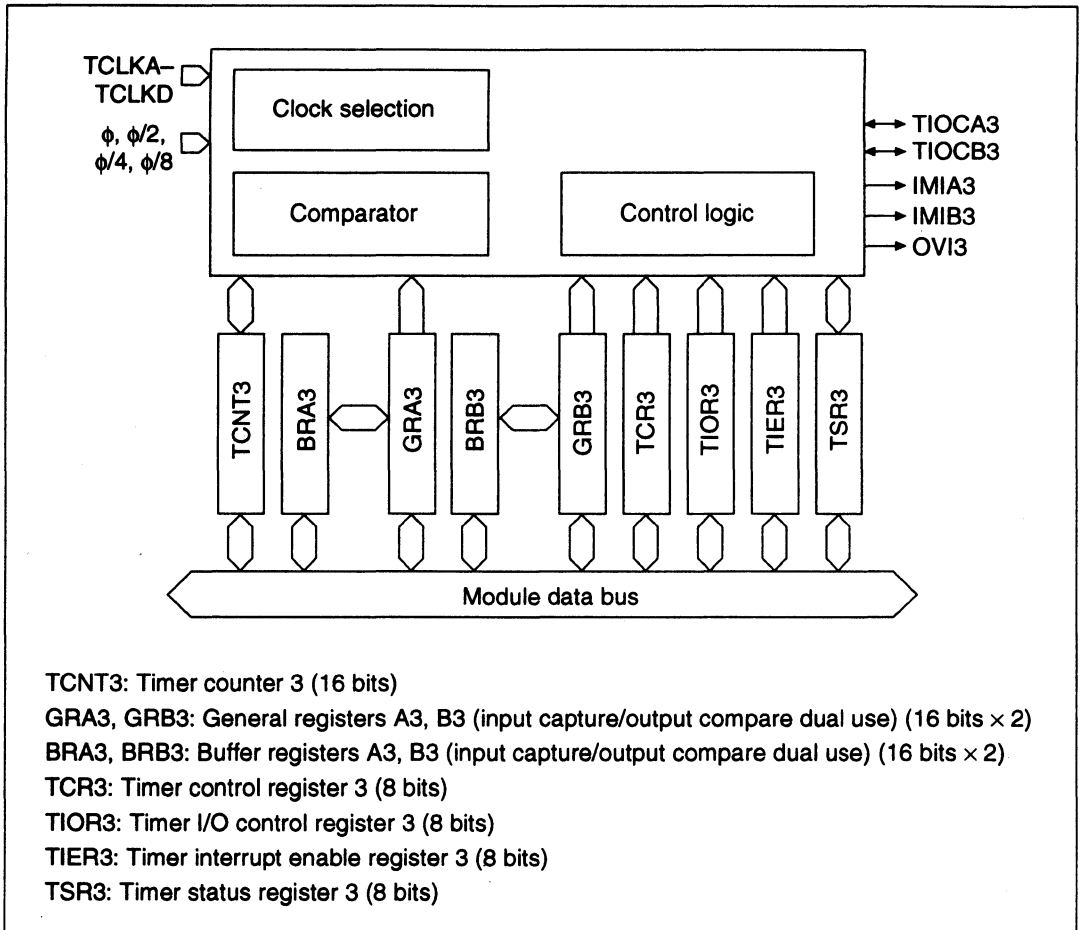 TCLKA–
TCLKD
ϕ, ϕ/2,
ϕ/4, ϕ/8
Clock selection
Comparator
Control logic
TIOCA3
TIOCB3
IMIA3
IMIB3
OVI3
TCNT3
BRA3
GRA3
BRB3
GRB3
TCR3
TIOR3
TIER3
TSR3
Module data bus
TCNT3: Timer counter 3 (16 bits)
GRA3, GRB3: General registers A3, B3 (input capture/output compare dual use) (16 bits × 2)
BRA3, BRB3: Buffer registers A3, B3 (input capture/output compare dual use) (16 bits × 2)
TCR3: Timer control register 3 (8 bits)
TIOR3: Timer I/O control register 3 (8 bits)
TIER3: Timer interrupt enable register 3 (8 bits)
TSR3: Timer status register 3 (8 bits)